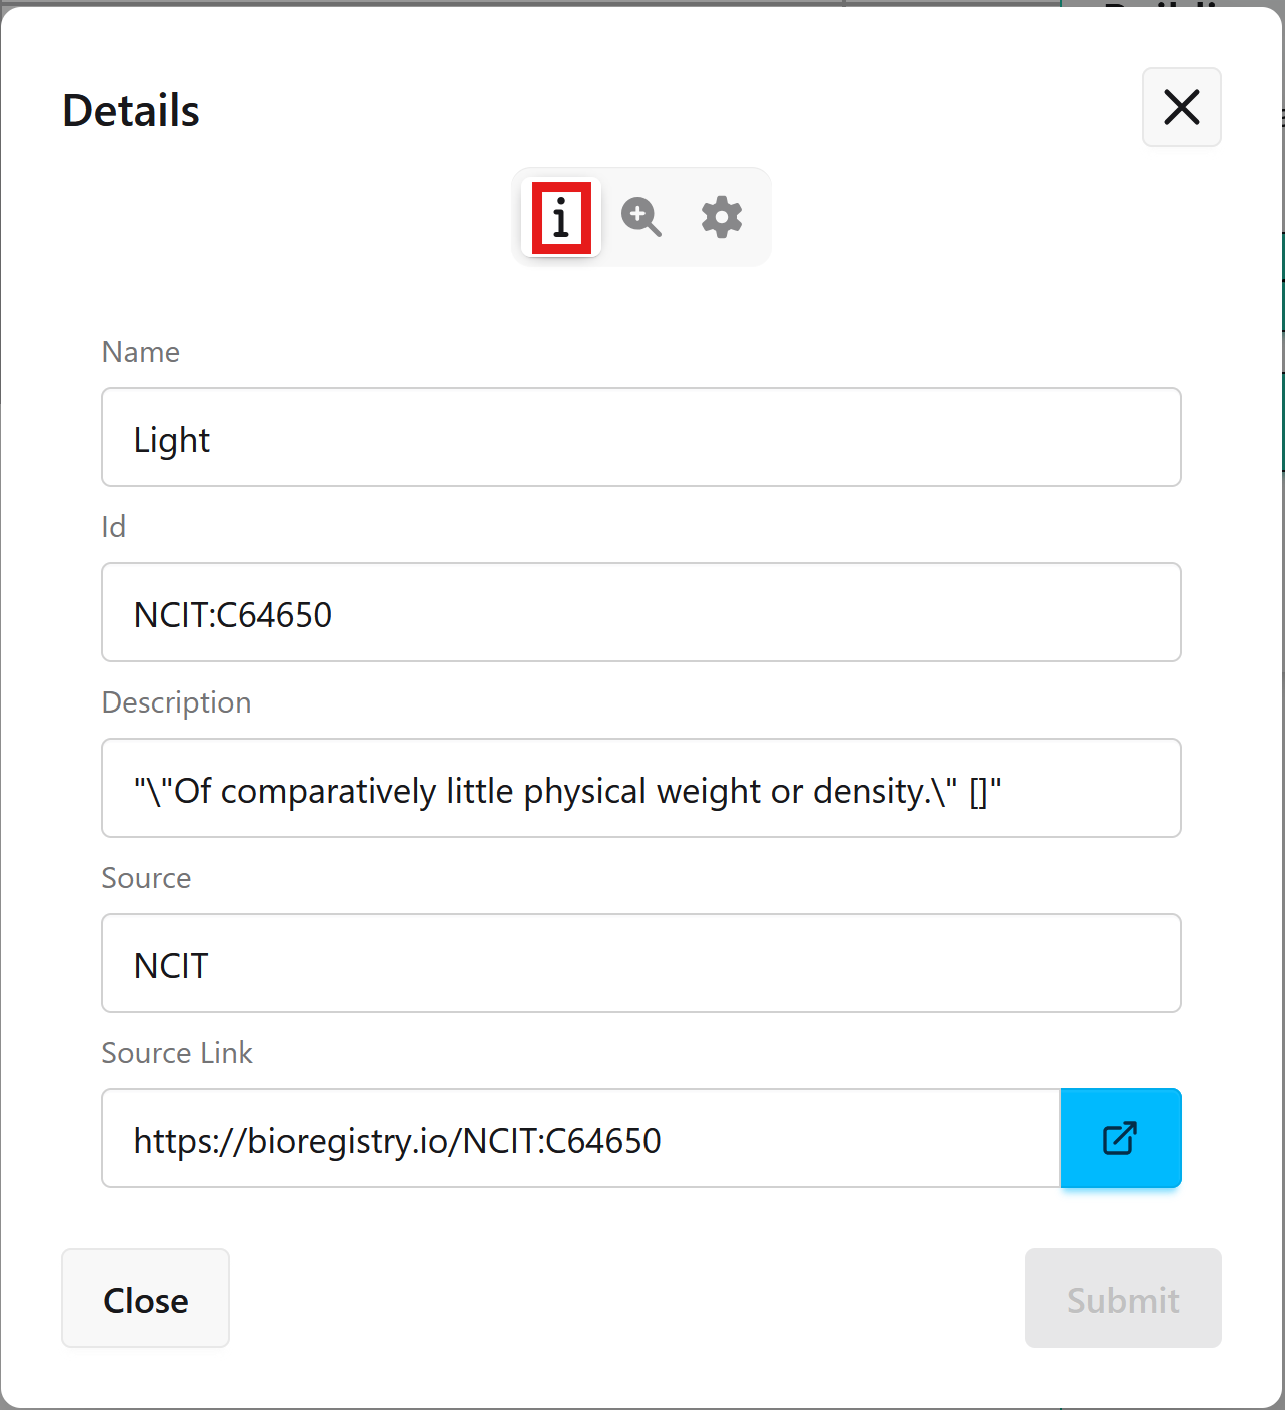 Details
i
Name
Light
Id
NCIT:C64650
Description
"\"Of comparatively little physical weight or density.\" []"
Source
NCIT
Source Link
https://bioregistry.io/NCIT:C64650
Close
Submit